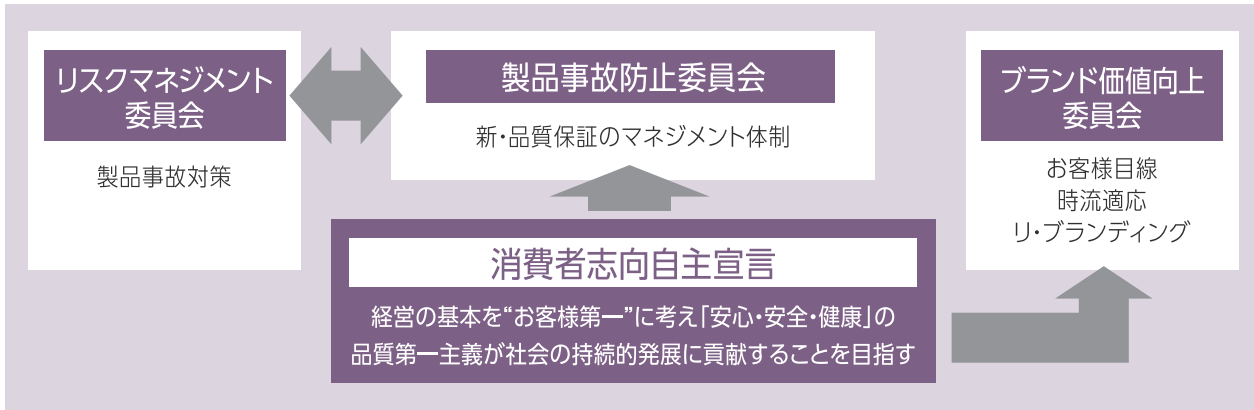 リスクマネジメント
委員会
製品事故対策
製品事故防止委員会
新・品質保証のマネジメント体制
ブランド価値向上
委員会
お客様目線
時流適応
リ・ブランディング
消費者志向自主宣言
経営の基本を“お客様第一”に考え「安心・安全・健康」の
品質第一主義が社会の持続的発展に貢献することを目指す